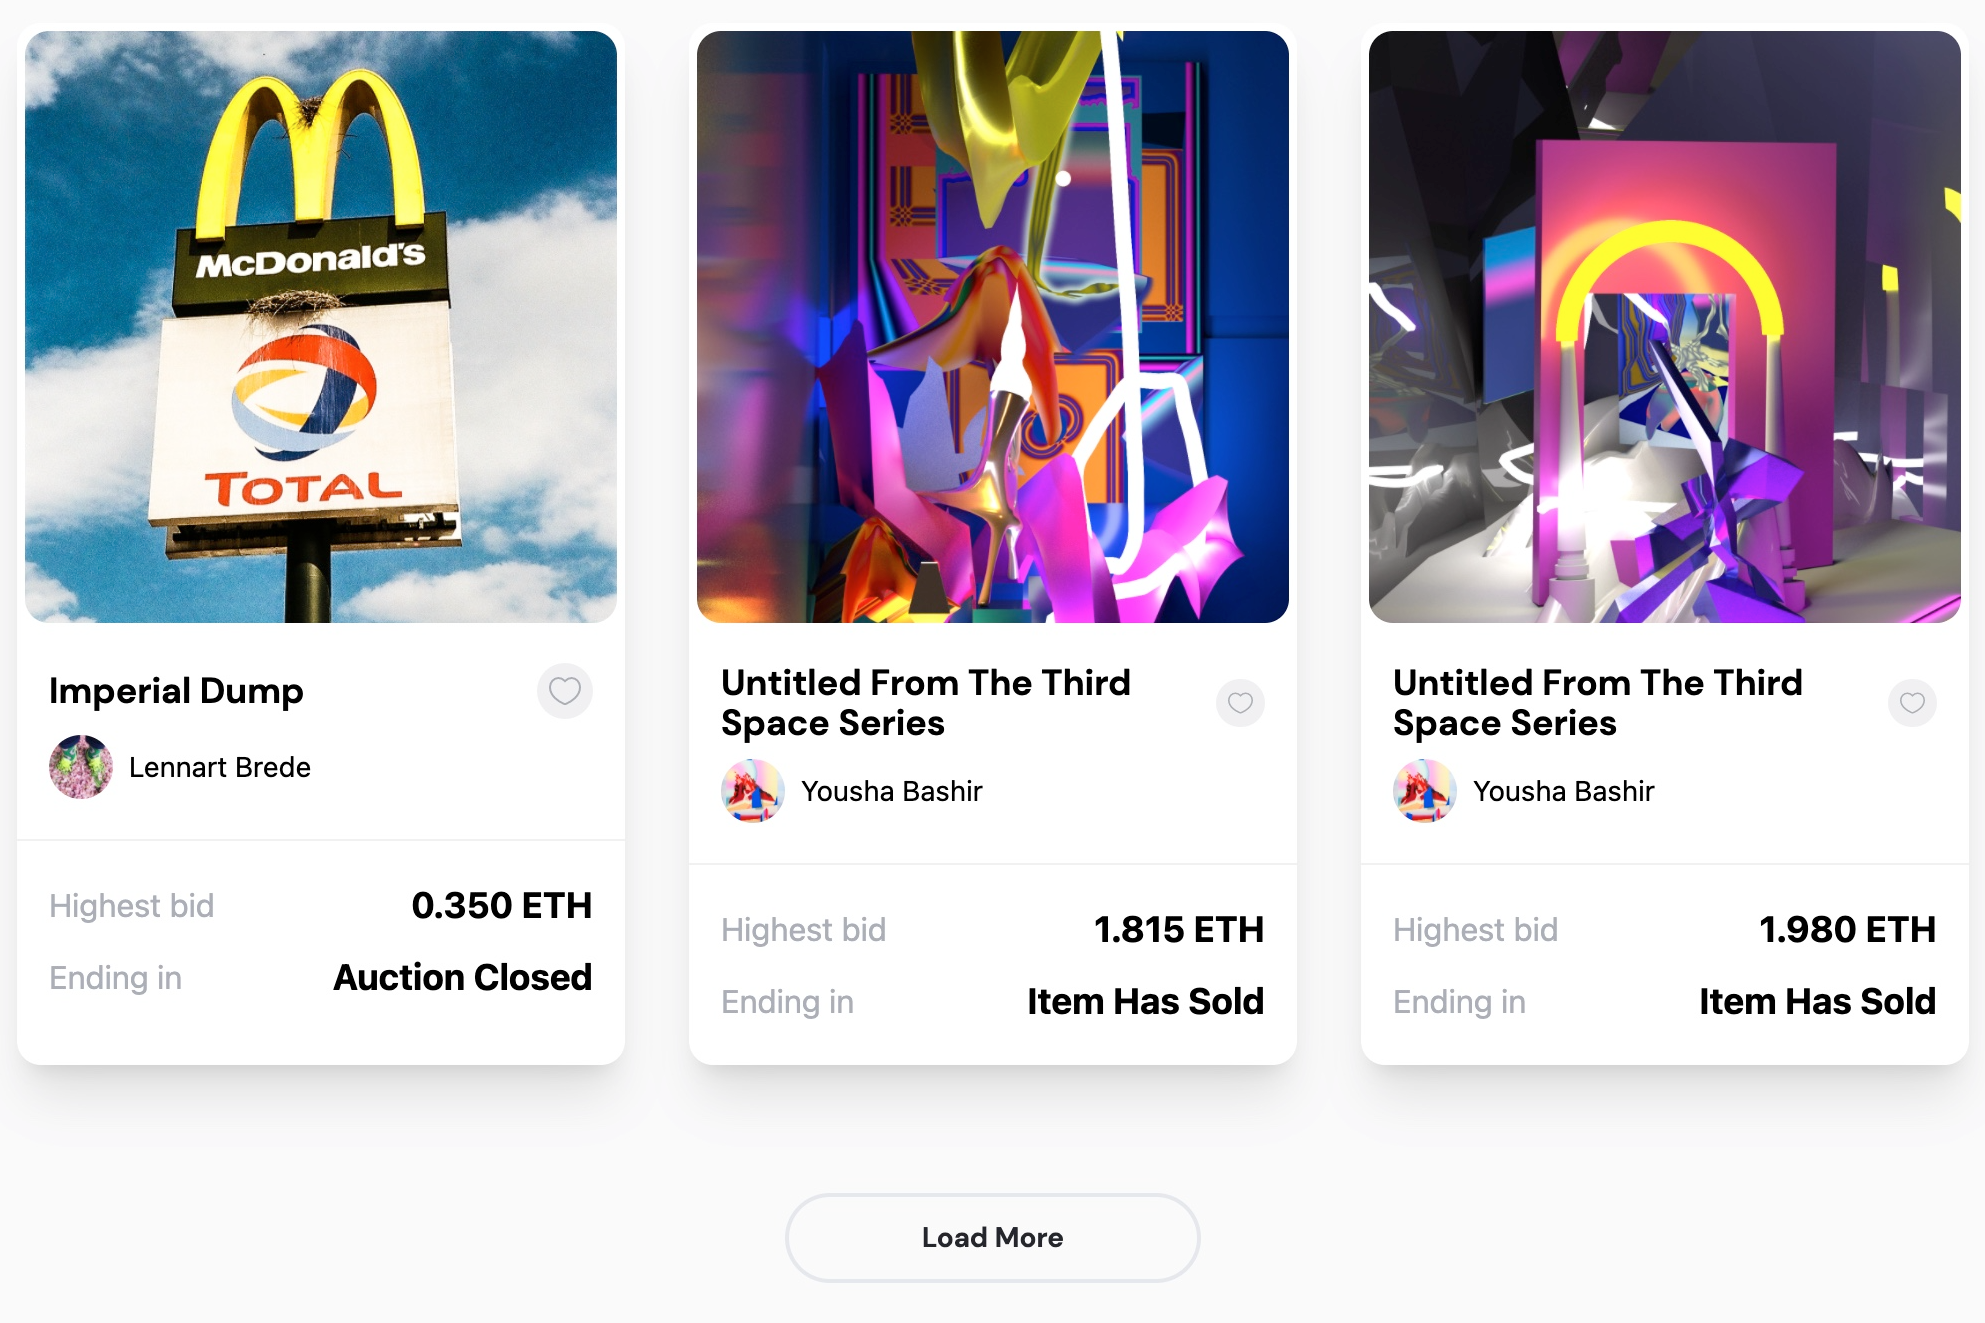 McDonald's
TOTAL
Imperial Dump
Lennart Brede
Highest bid
0.350 ETH
Ending in
Auction Closed
Untitled From The Third
Space Series
Yousha Bashir
Highest bid
1.815 ETH
Ending in
Item Has Sold
Untitled From The Third
Space Series
Yousha Bashir
Highest bid
1.980 ETH
Ending in
Item Has Sold
Load More